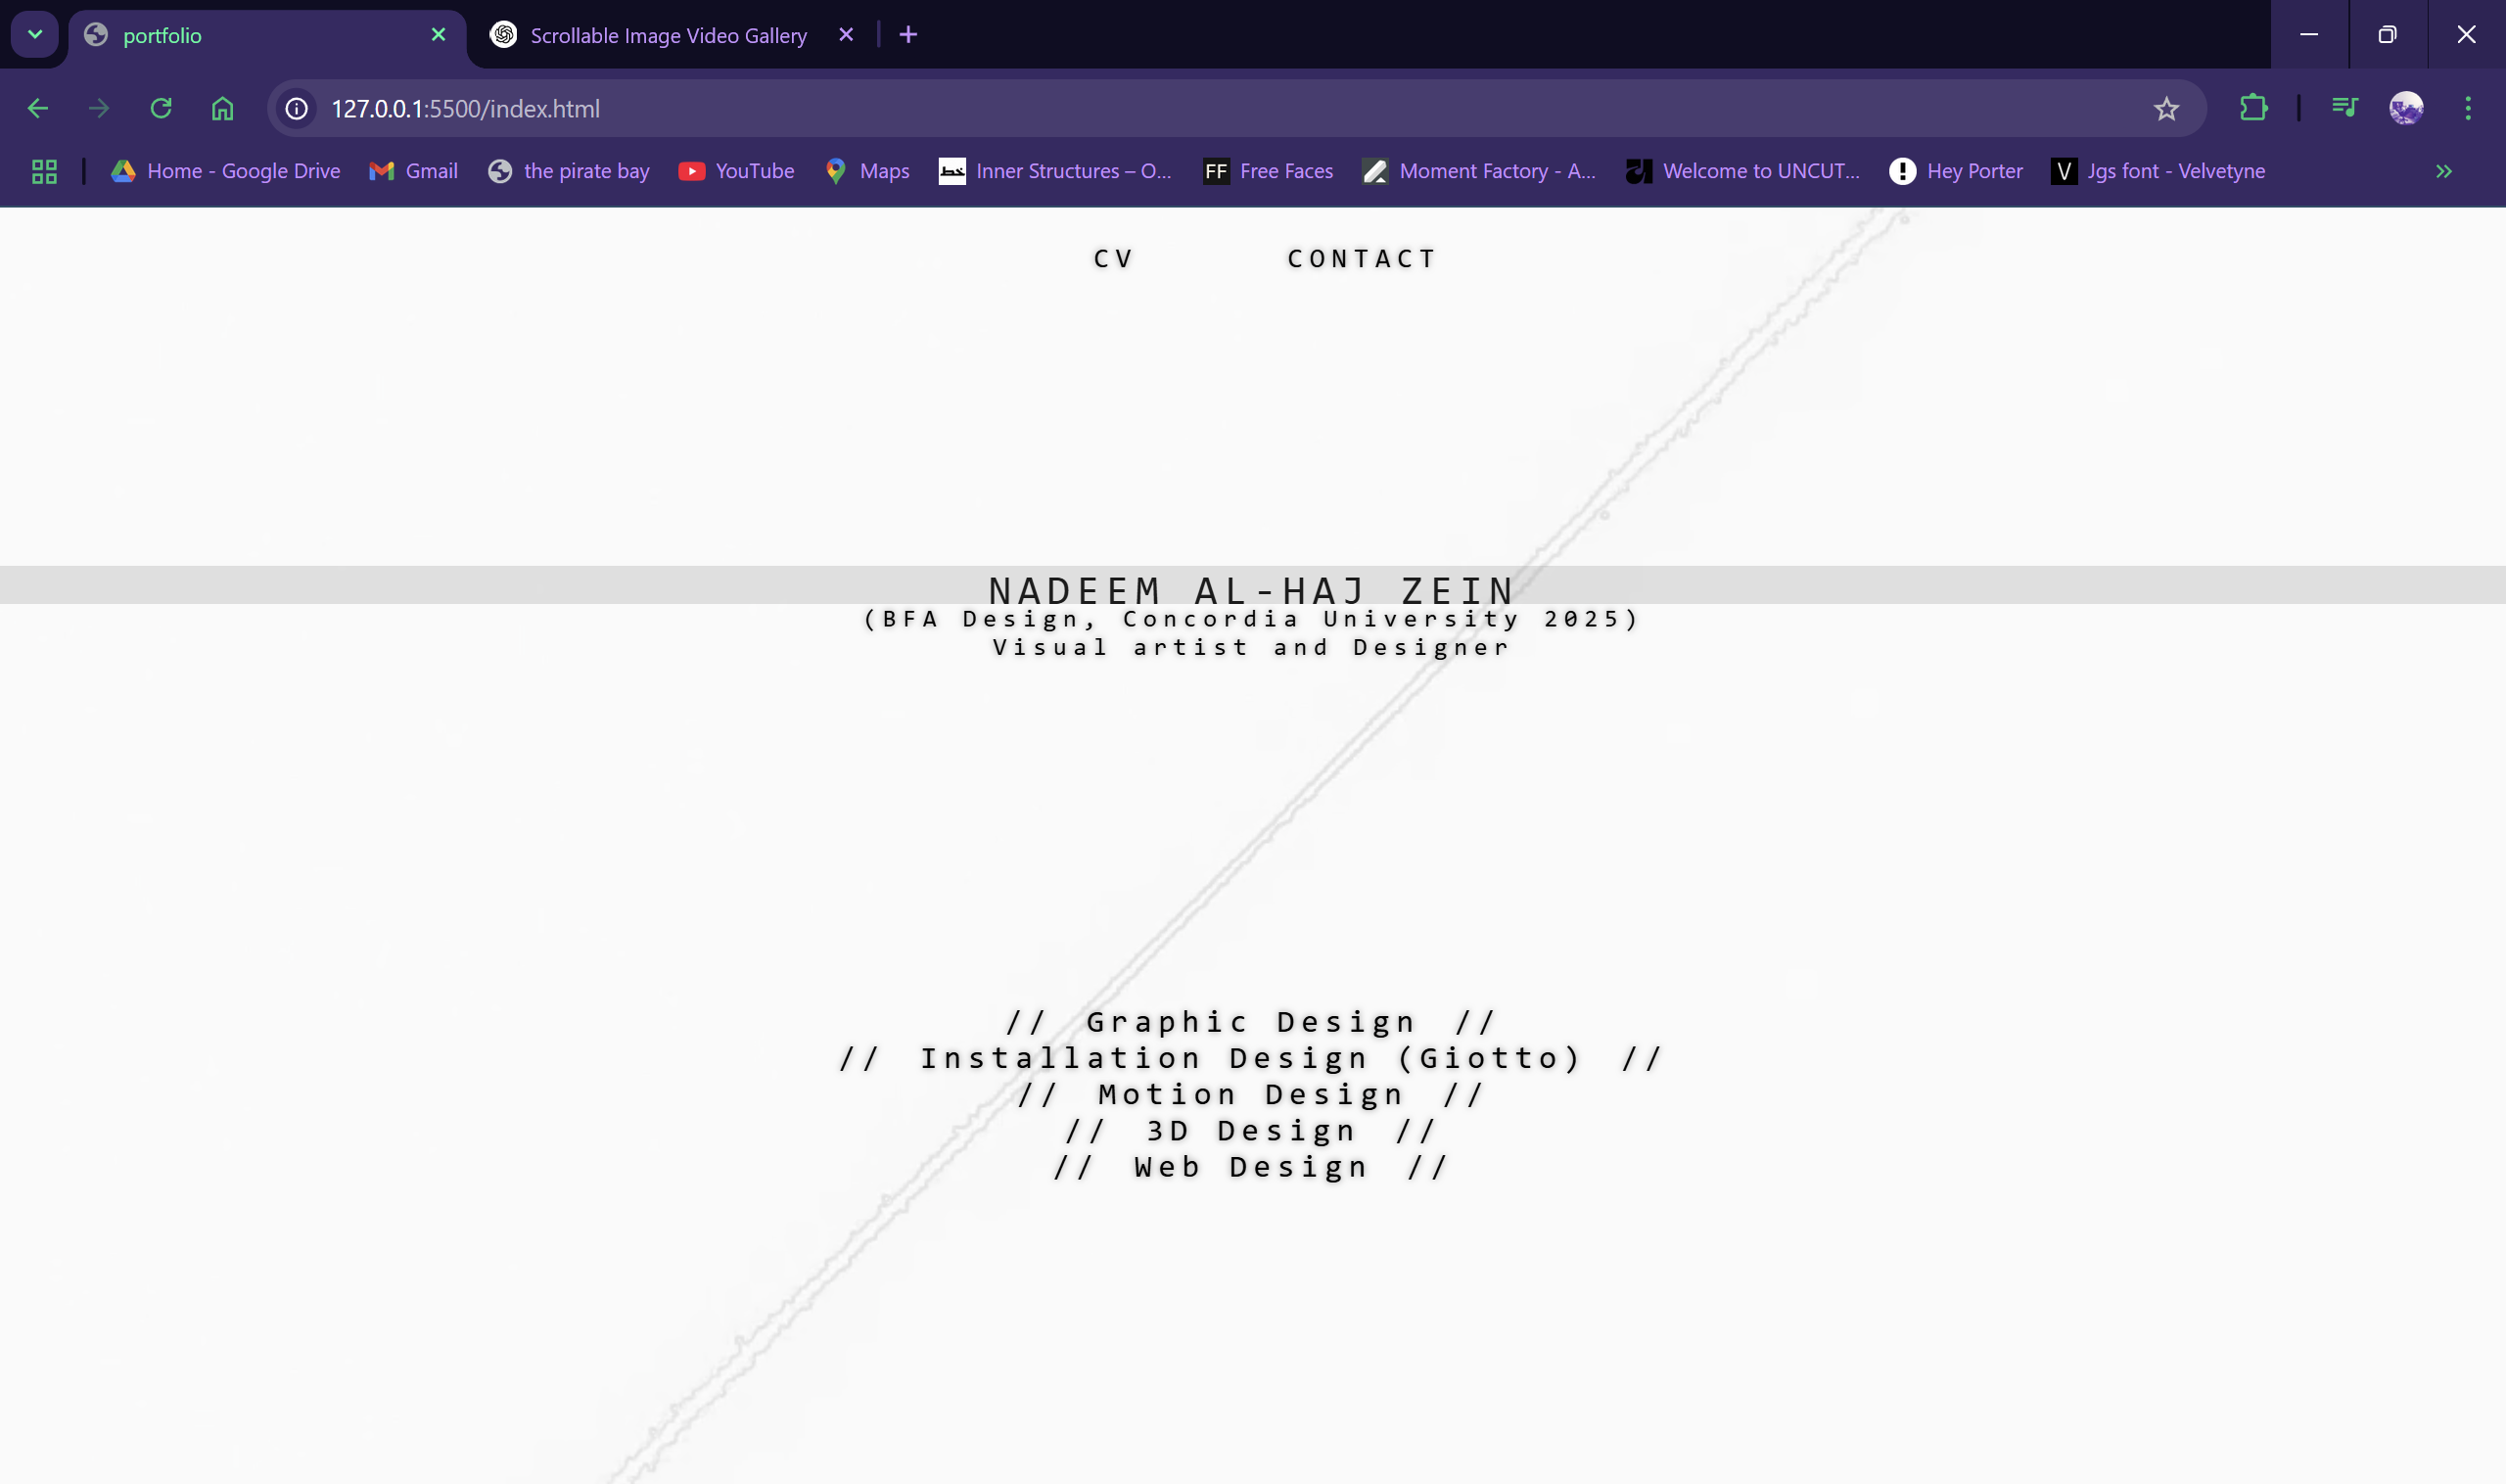 portfolio
Scrollable Image Video Gallery
127.0.0.1:5500/index.html
Home - Google Drive
Gmail
the pirate bay
YouTube
Maps
Inner Structures – O...
FF Free Faces
Moment Factory - A...
Welcome to UNCUT...
Hey Porter
V Jgs font - Velvetyne
CV CONTACT
NADEEM AL-HAJ ZEIN
(BFA Design, Concordia University 2025)
Visual artist and Designer
// Graphic Design //
// Installation Design (Giotto) //
// Motion Design //
// 3D Design //
// Web Design //